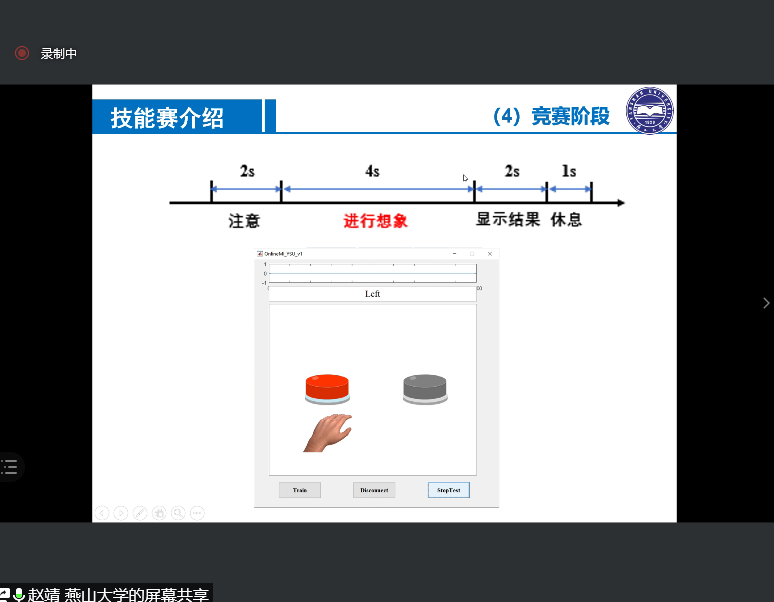 录制中
技能赛介绍
（4）竞赛阶段
2s 4s 2s 1s
注意 进行想象 显示结果 休息
OnlineMI_YSU_v1
1
0
-1
00
Left
Train Disconnect StopTest
赵靖 燕山大学的屏幕共享